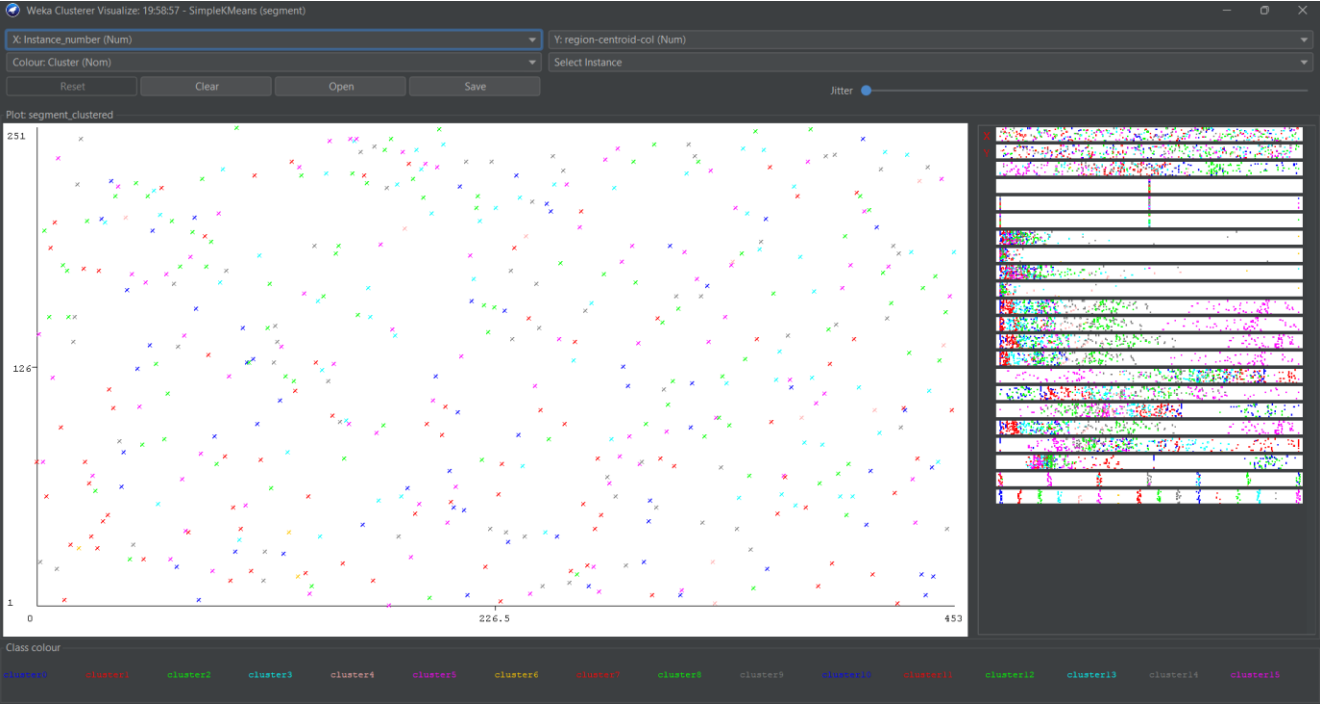 Weka Clusterer Visualize: 19:58:57 - SimpleKMeans (segment)
X: Instance_number (Num) Y: region-centroid-col (Num)
Colour: Cluster (Nom) Select Instance
Reset Clear Open Save Jitter
Plot: segment_clustered
251
126
1
0 226.5 453
X
Y
Class colour
cluster0 cluster1 cluster2 cluster3 cluster4 cluster5 cluster6 cluster7 cluster8 cluster9 cluster10 cluster11 cluster12 cluster13 cluster14 cluster15